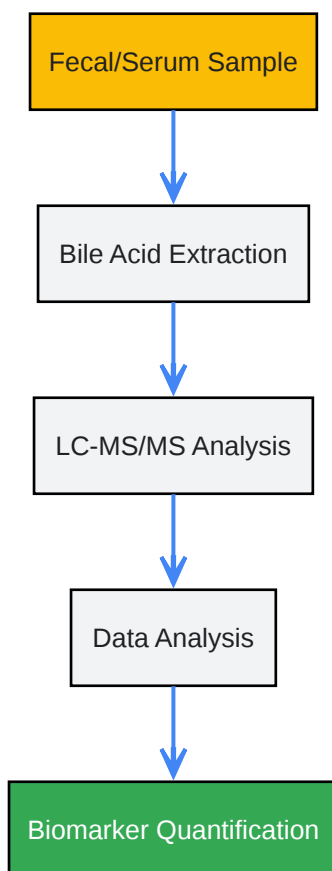 Fecal/Serum Sample
Bile Acid Extraction
LC-MS/MS Analysis
Data Analysis
Biomarker Quantification